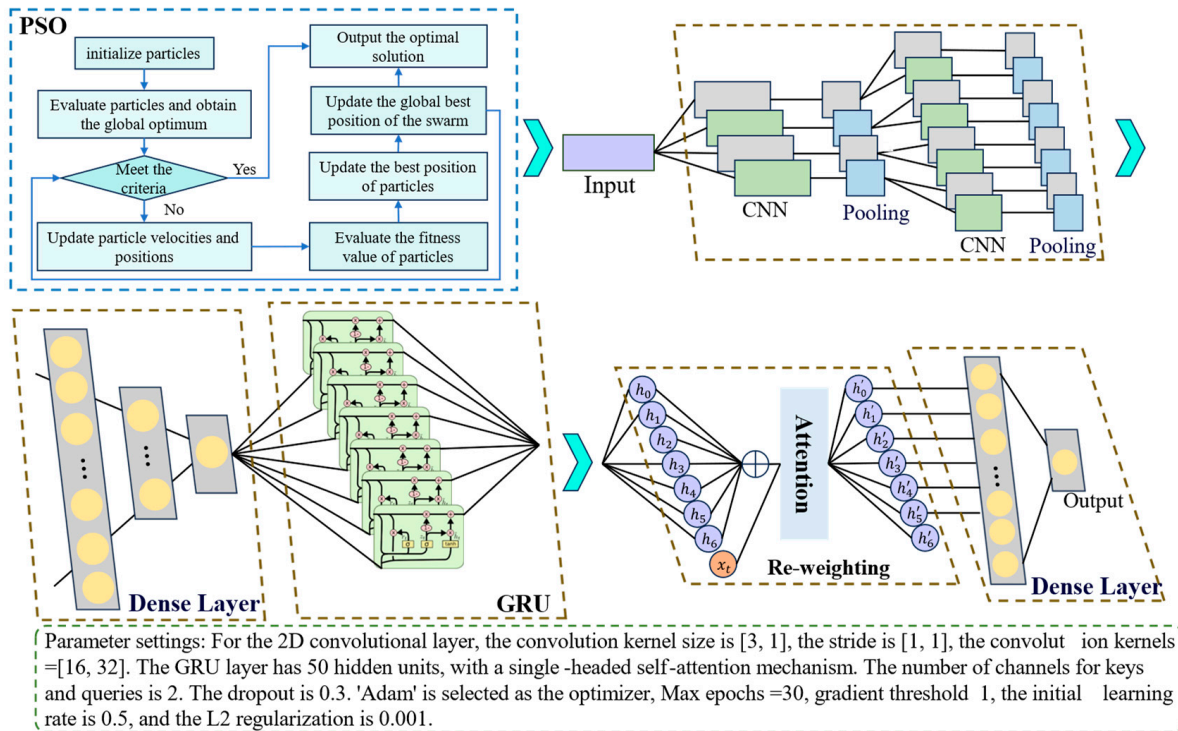 PSO
initialize particles
Evaluate particles and obtain
the global optimum
Meet the
criteria
Yes
No
Update particle velocities and
positions
Output the optimal
solution
Update the global best
position of the swarm
Update the best position
of particles
Evaluate the fitness
value of particles
Input
CNN
Pooling
CNN
Pooling
Dense Layer
GRU
σ σ tanh
h₀
h₁
h₂
h₃
h₄
h₅
h₆
xₜ
Attention
Re-weighting
h′₀
h′₁
h′₂
h′₃
h′₄
h′₅
h′₆
Output
Dense Layer
Parameter settings: For the 2D convolutional layer, the convolution kernel size is [3, 1], the stride is [1, 1], the convolut ion kernels
=[16, 32]. The GRU layer has 50 hidden units, with a single -headed self-attention mechanism. The number of channels for keys
and queries is 2. The dropout is 0.3. 'Adam' is selected as the optimizer, Max epochs =30, gradient threshold 1, the initial learning
rate is 0.5, and the L2 regularization is 0.001.